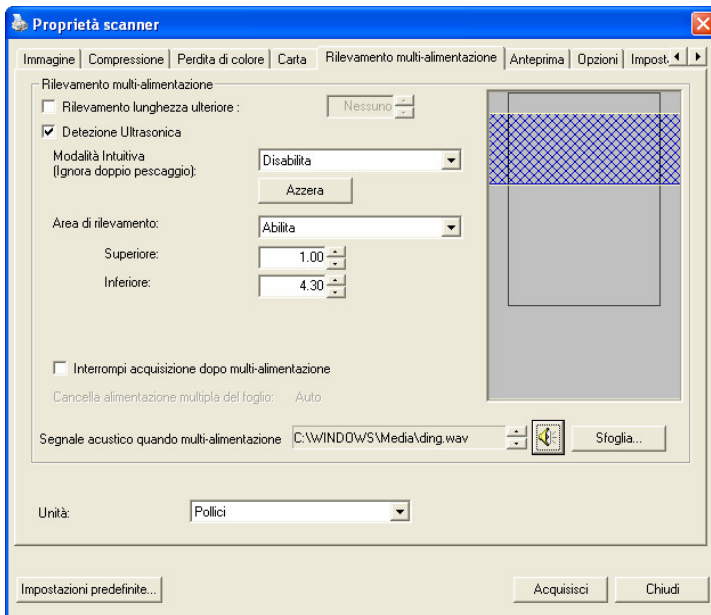 Proprietà scanner
Immagine Compressione Perdita di colore Carta Rilevamento multi-alimentazione Anteprima Opzioni
Rilevamento multi-alimentazione
Rilevamento lunghezza ulteriore : Nessuno
Detezione Ultrasonica
Modalità Intuitiva Disabilita
(Ignora doppio pescaggio):
Azzera
Area di rilevamento: Abilita
Superiore: 1.00
Inferiore: 4.30
Interrompi acquisizione dopo multi-alimentazione
Cancella alimentazione multipla del foglio: Auto
Segnale acustico quando multi-alimentazione C:\WINDOWS\Media\ding.wav Sfoglia...
Unità: Pollici
Impostazioni predefinite... Acquisisci Chiudi